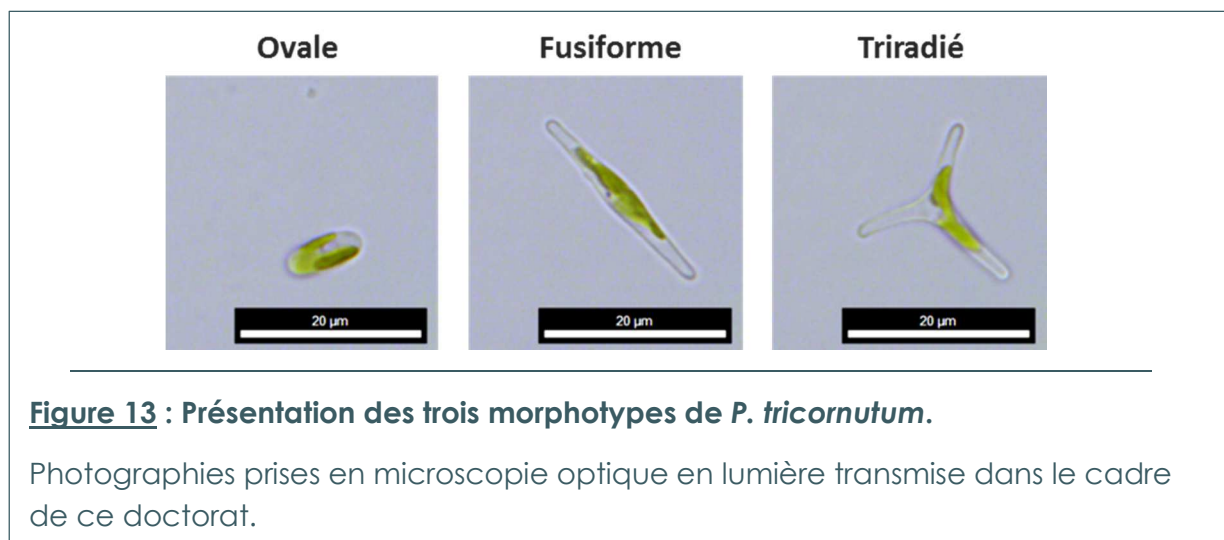 Ovale Fusiforme Triradié
20 µm 20 µm 20 µm
Figure 13 : Présentation des trois morphotypes de P. tricornutum.
Photographies prises en microscopie optique en lumière transmise dans le cadre
de ce doctorat.